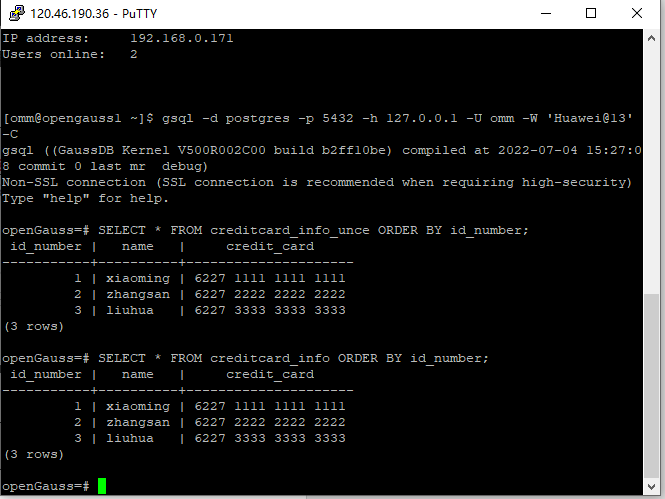 120.46.190.36 - PuTTY
IP address:     192.168.0.171
Users online:   2
[omm@opengauss1 ~]$ gsql -d postgres -p 5432 -h 127.0.0.1 -U omm -W 'Huawei@13'
-C
gsql ((GaussDB Kernel V500R002C00 build b2ff10be) compiled at 2022-07-04 15:27:0
8 commit 0 last mr  debug)
Non-SSL connection (SSL connection is recommended when requiring high-security)
Type "help" for help.
openGauss=# SELECT * FROM creditcard_info_unce ORDER BY id_number;
 id_number |   name   |     credit_card
-----------+----------+---------------------
         1 | xiaoming | 6227 1111 1111 1111
         2 | zhangsan | 6227 2222 2222 2222
         3 | liuhua   | 6227 3333 3333 3333
(3 rows)
openGauss=# SELECT * FROM creditcard_info ORDER BY id_number;
 id_number |   name   |     credit_card
-----------+----------+---------------------
         1 | xiaoming | 6227 1111 1111 1111
         2 | zhangsan | 6227 2222 2222 2222
         3 | liuhua   | 6227 3333 3333 3333
(3 rows)
openGauss=#